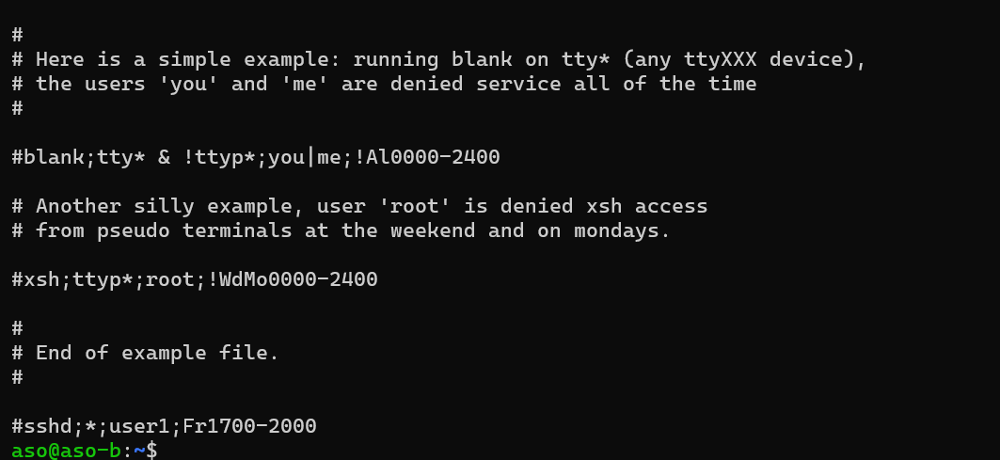 #
# Here is a simple example: running blank on tty* (any ttyXXX device),
# the users 'you' and 'me' are denied service all of the time
#
#blank;tty* & !ttyp*;you|me;!Al0000-2400
# Another silly example, user 'root' is denied xsh access
# from pseudo terminals at the weekend and on mondays.
#xsh;ttyp*;root;!WdMo0000-2400
#
# End of example file.
#
#sshd;*;user1;Fr1700-2000
aso@aso-b:~$